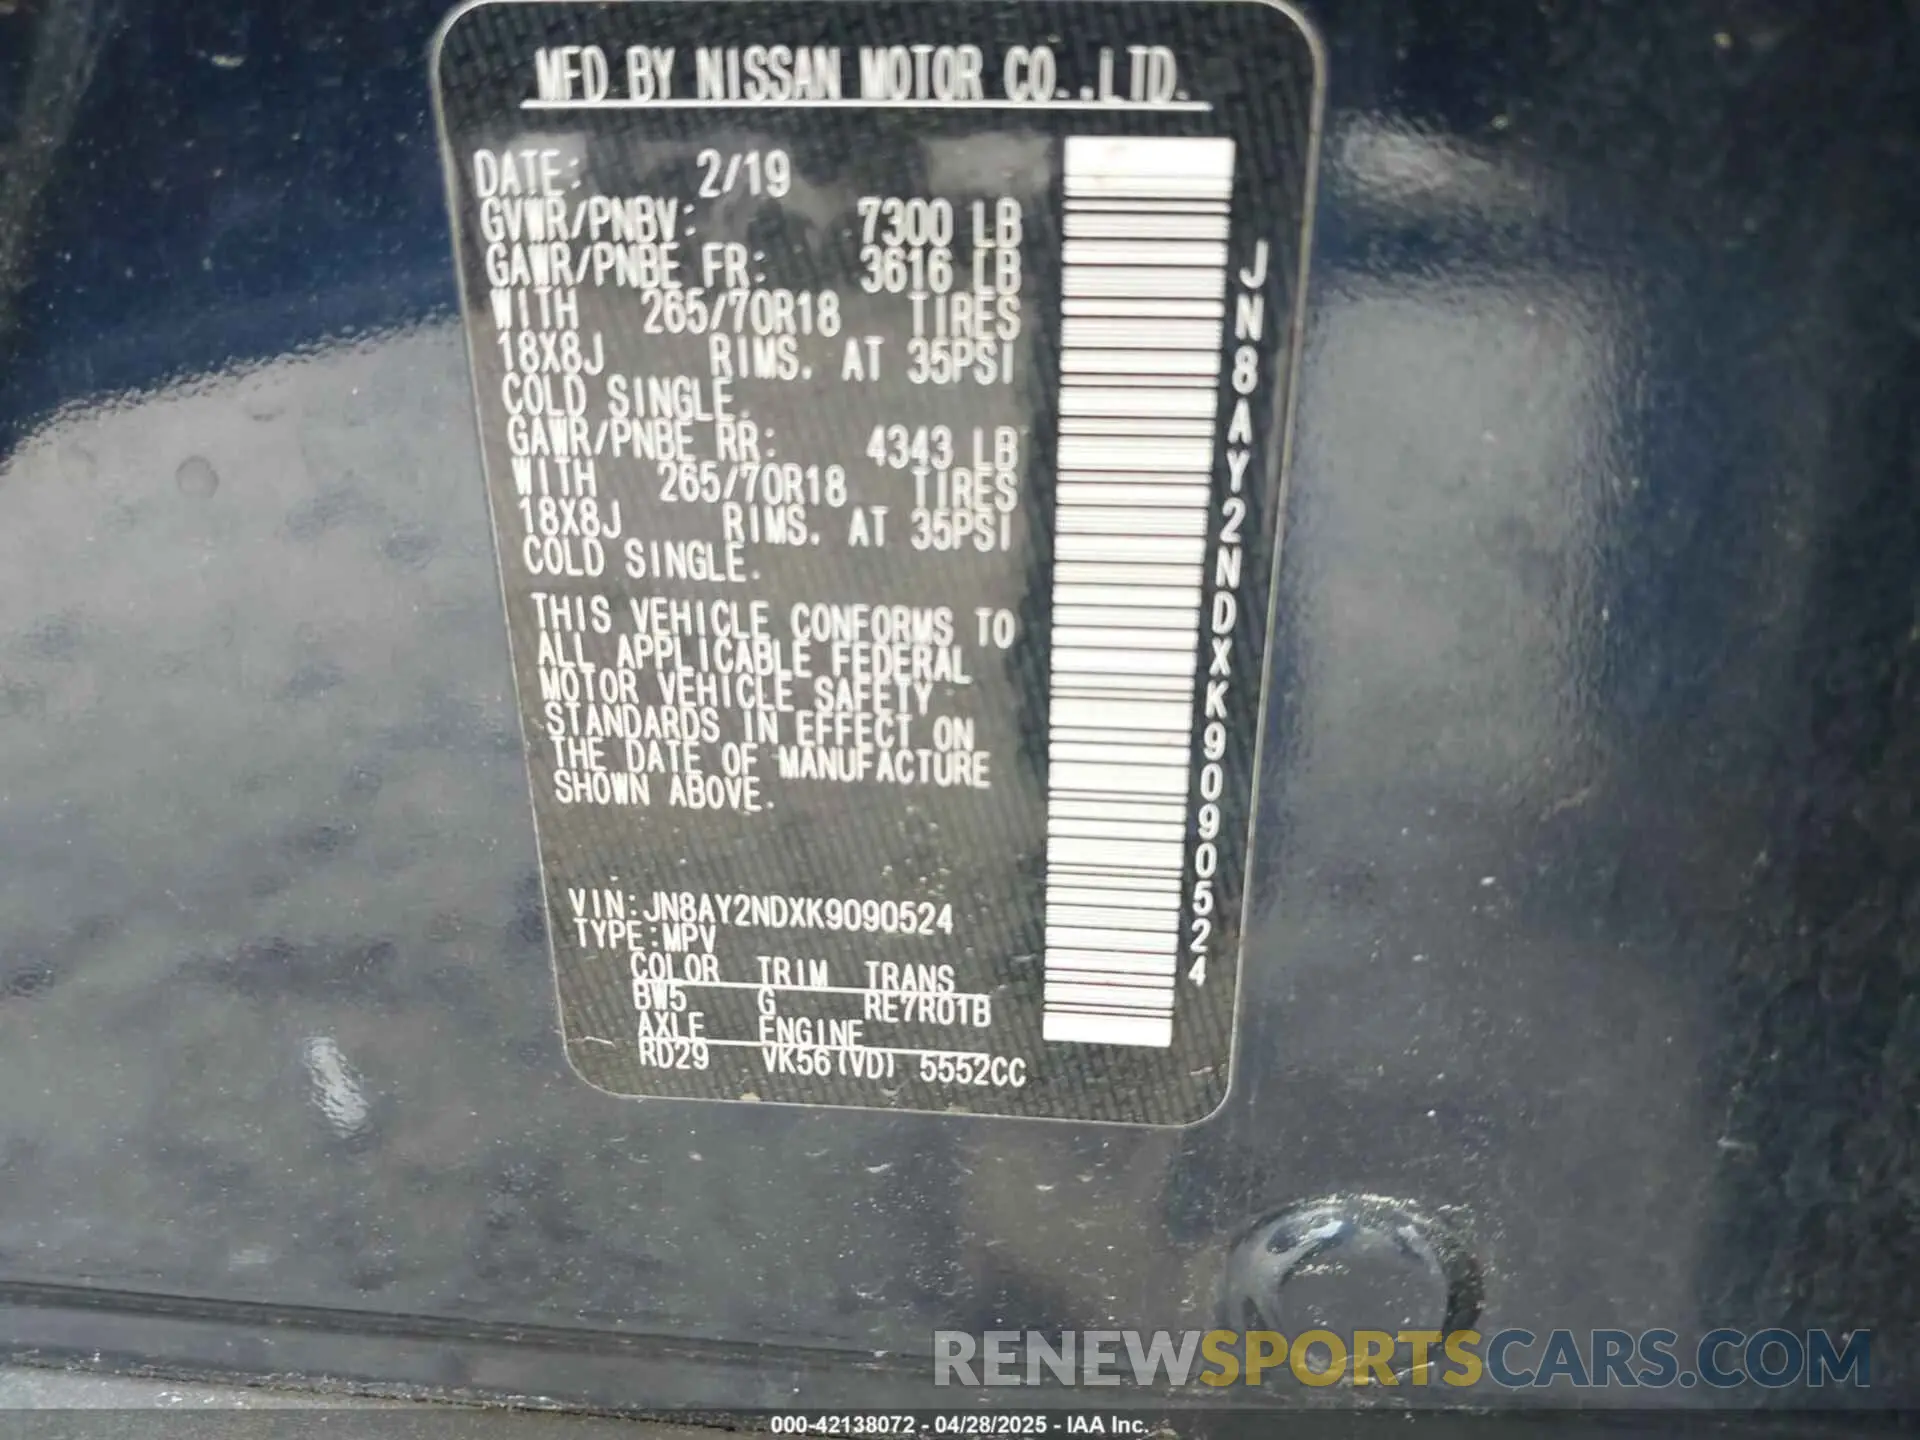 MFD BY NISSAN MOTOR CO.,LTD.
DATE: 2/19
GVWR/PNBV: 7300 LB
GAWR/PNBE FR: 3616 LB
WITH 265/70R18 TIRES
18X8J RIMS. AT 35PSI
COLD SINGLE.
GAWR/PNBE RR: 4343 LB
WITH 265/70R18 TIRES
18X8J RIMS. AT 35PSI
COLD SINGLE.
THIS VEHICLE CONFORMS TO
ALL APPLICABLE FEDERAL
MOTOR VEHICLE SAFETY
STANDARDS IN EFFECT ON
THE DATE OF MANUFACTURE
SHOWN ABOVE.
VIN:JN8AY2NDXK9090524
TYPE:MPV
COLOR TRIM TRANS
BW5 G RE7R01B
AXLE ENGINE
RD29 VK56(VD) 5552CC
JN8AY2NDXK9090524
RENEWSPORTSCARS.COM
000-42138072 - 04/28/2025 - IAA Inc.